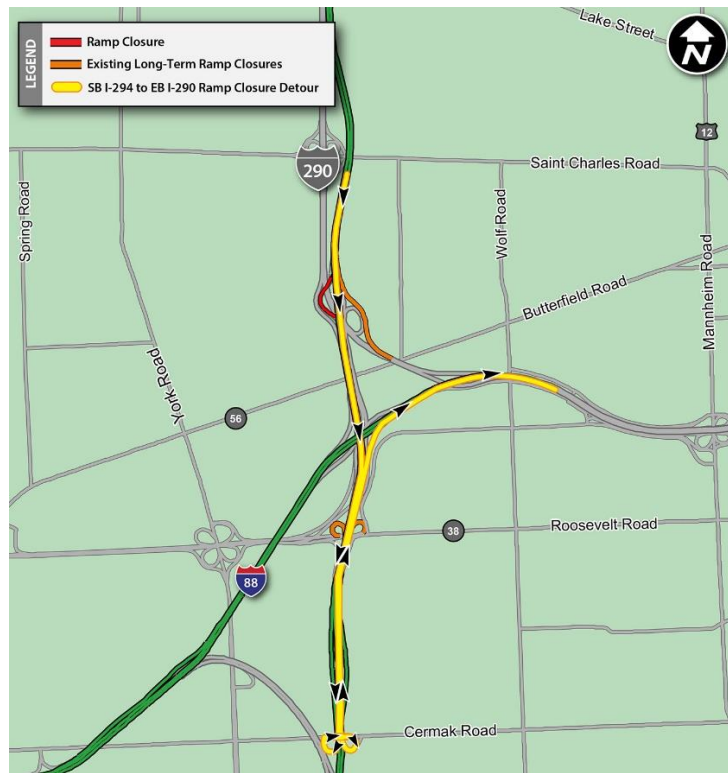 LEGEND
Ramp Closure
Existing Long-Term Ramp Closures
SB I-294 to EB I-290 Ramp Closure Detour
Lake Street
N
12
290
Saint Charles Road
Spring Road
Wolf Road
Mannheim Road
Butterfield Road
York Road
56
Roosevelt Road
38
88
Cermak Road